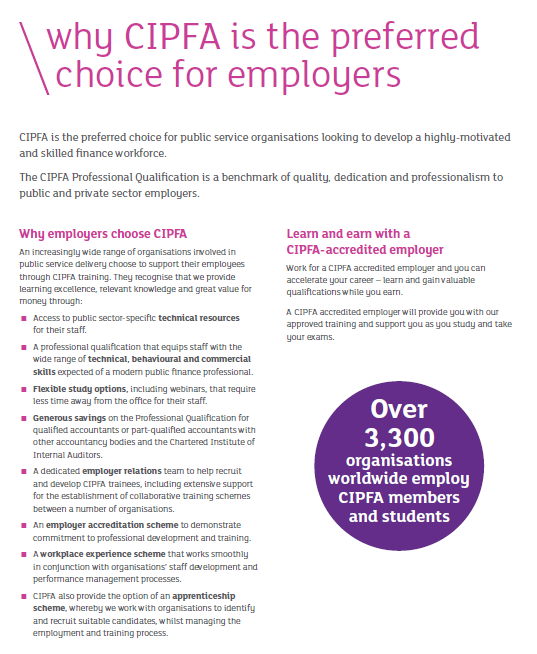 why CIPFA is the preferred
choice for employers
CIPFA is the preferred choice for public service organisations looking to develop a highly-motivated
and skilled finance workforce.
The CIPFA Professional Qualification is a benchmark of quality, dedication and professionalism to
public and private sector employers.
Why employers choose CIPFA
An increasingly wide range of organisations involved in
public service delivery choose to support their employees
through CIPFA training. They recognise that we provide
learning excellence, relevant knowledge and great value for
money through:
■ Access to public sector-specific technical resources
for their staff.
■ A professional qualification that equips staff with the
wide range of technical, behavioural and commercial
skills expected of a modern public finance professional.
■ Flexible study options, including webinars, that require
less time away from the office for their staff.
■ Generous savings on the Professional Qualification for
qualified accountants or part-qualified accountants with
other accountancy bodies and the Chartered Institute of
Internal Auditors.
■ A dedicated employer relations team to help recruit
and develop CIPFA trainees, including extensive support
for the establishment of collaborative training schemes
between a number of organisations.
■ An employer accreditation scheme to demonstrate
commitment to professional development and training.
■ A workplace experience scheme that works smoothly
in conjunction with organisations' staff development and
performance management processes.
■ CIPFA also provide the option of an apprenticeship
scheme, whereby we work with organisations to identify
and recruit suitable candidates, whilst managing the
employment and training process.
Learn and earn with a
CIPFA-accredited employer
Work for a CIPFA accredited employer and you can
accelerate your career – learn and gain valuable
qualifications while you earn.
A CIPFA accredited employer will provide you with our
approved training and support you as you study and take
your exams.
Over
3,300
organisations
worldwide employ
CIPFA members
and students